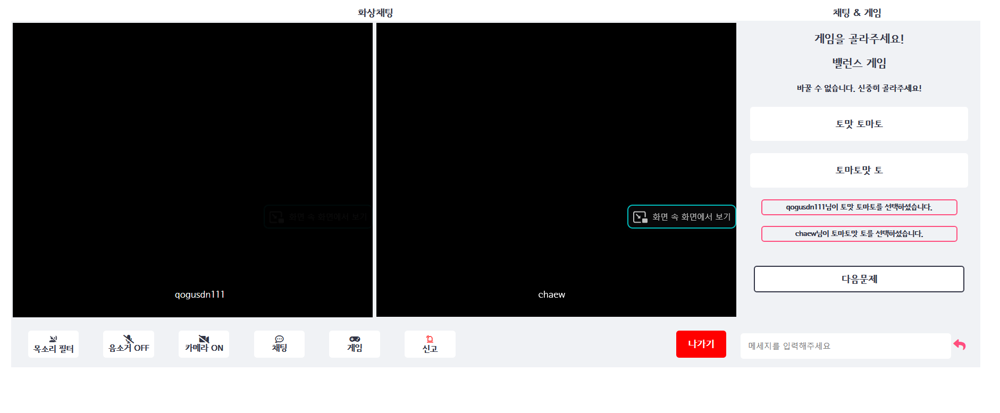 화상채팅
채팅 & 게임
게임을 골라주세요!
밸런스 게임
바꿀 수 없습니다. 신중히 골라주세요!
토맛 토마토
토마토맛 토
qogusdn111님이 토맛 토마토를 선택하셨습니다.
chaew님이 토마토맛 토를 선택하셨습니다.
다음문제
화면 속 화면에서 보기
화면 속 화면에서 보기
qogusdn111
chaew
목소리 필터
음소거 OFF
카메라 ON
채팅
게임
신고
나가기
메세지를 입력해주세요